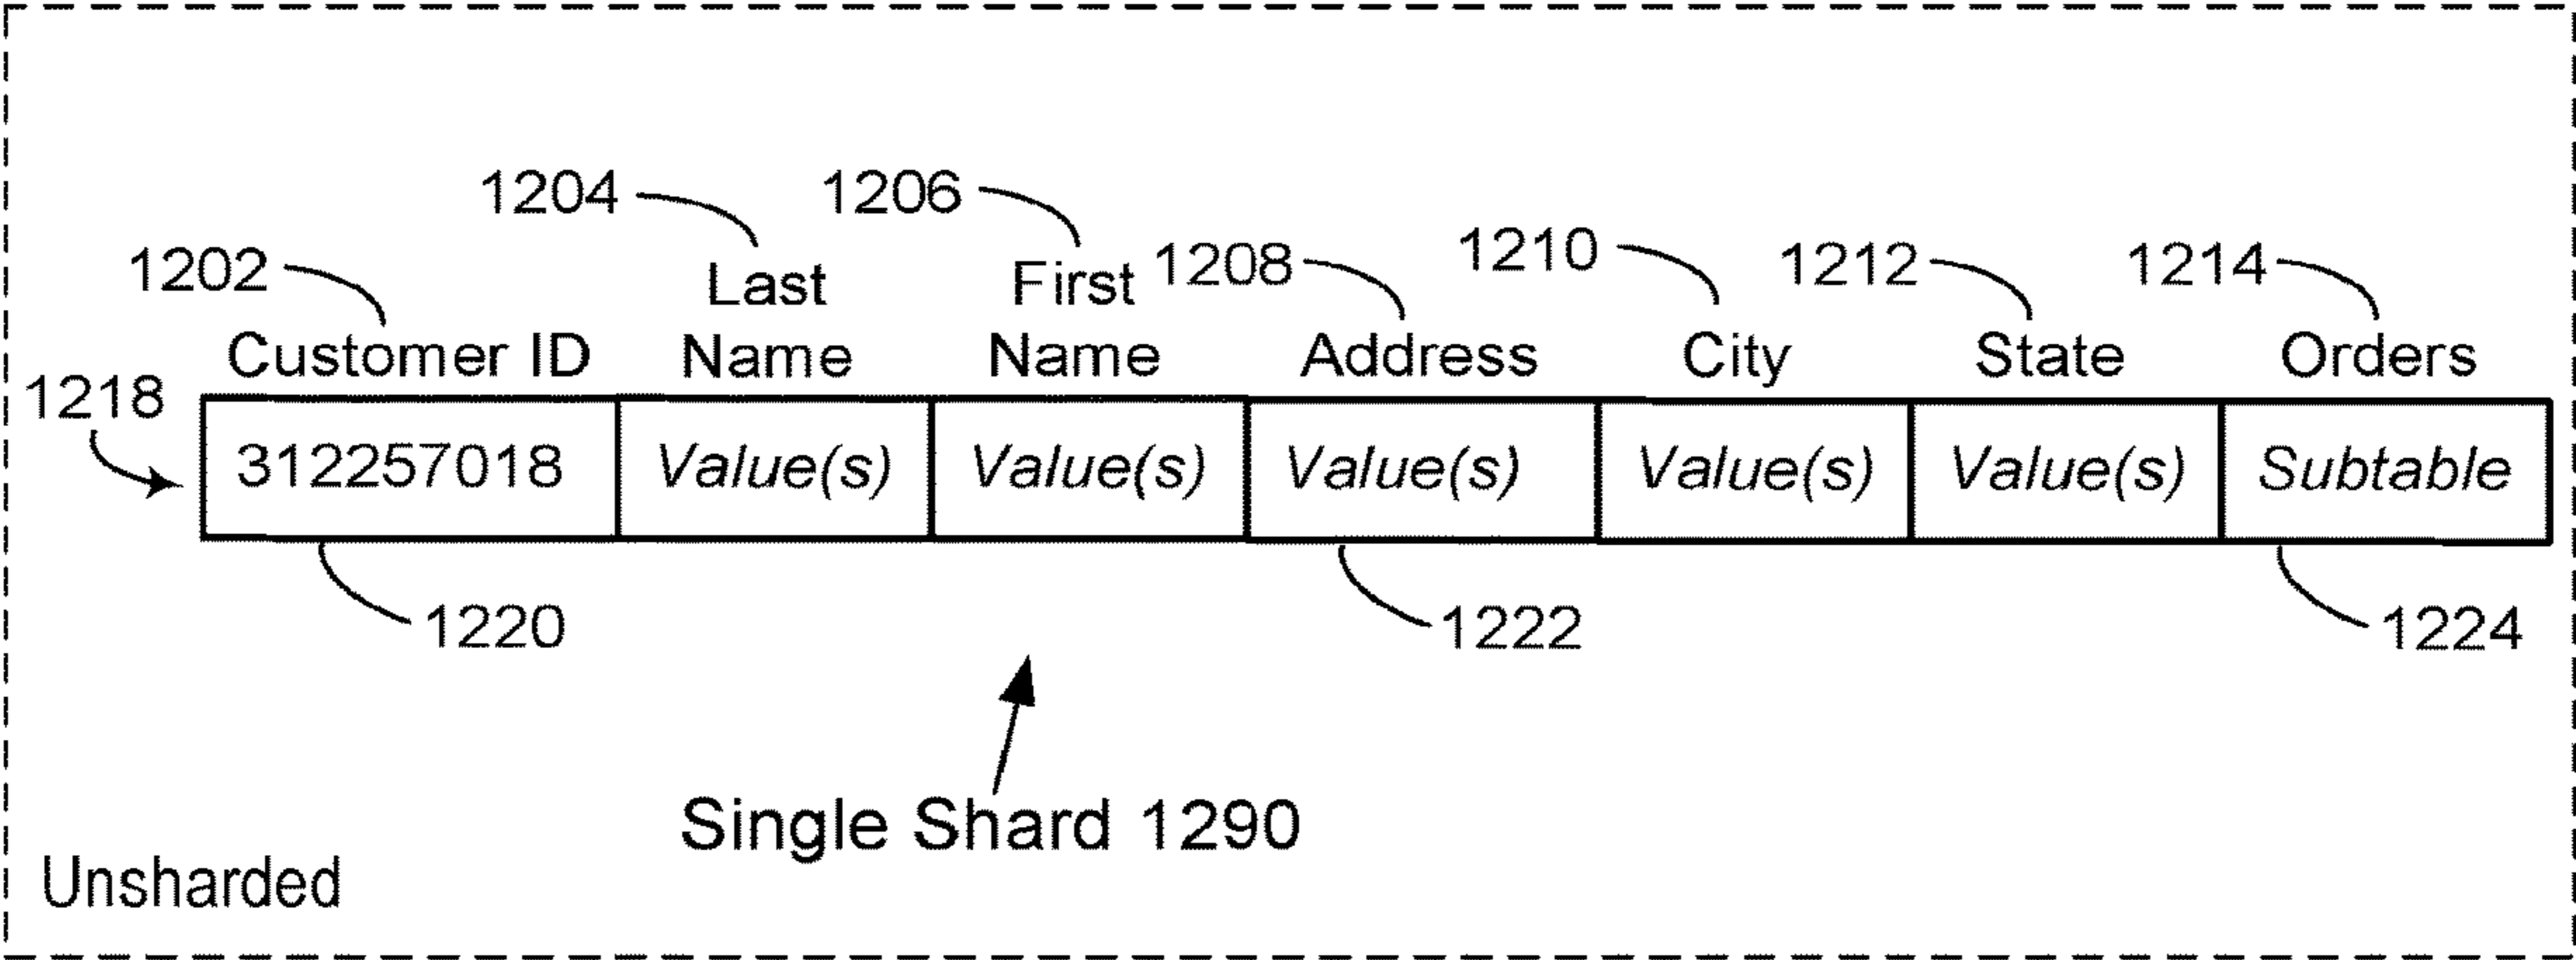 1204 1206
1202 Last First 1208 1210 1212 1214
Customer ID Name Name Address City State Orders
1218
312257018 Value(s) Value(s) Value(s) Value(s) Value(s) Subtable
1220 1222 1224
Single Shard 1290
Unsharded